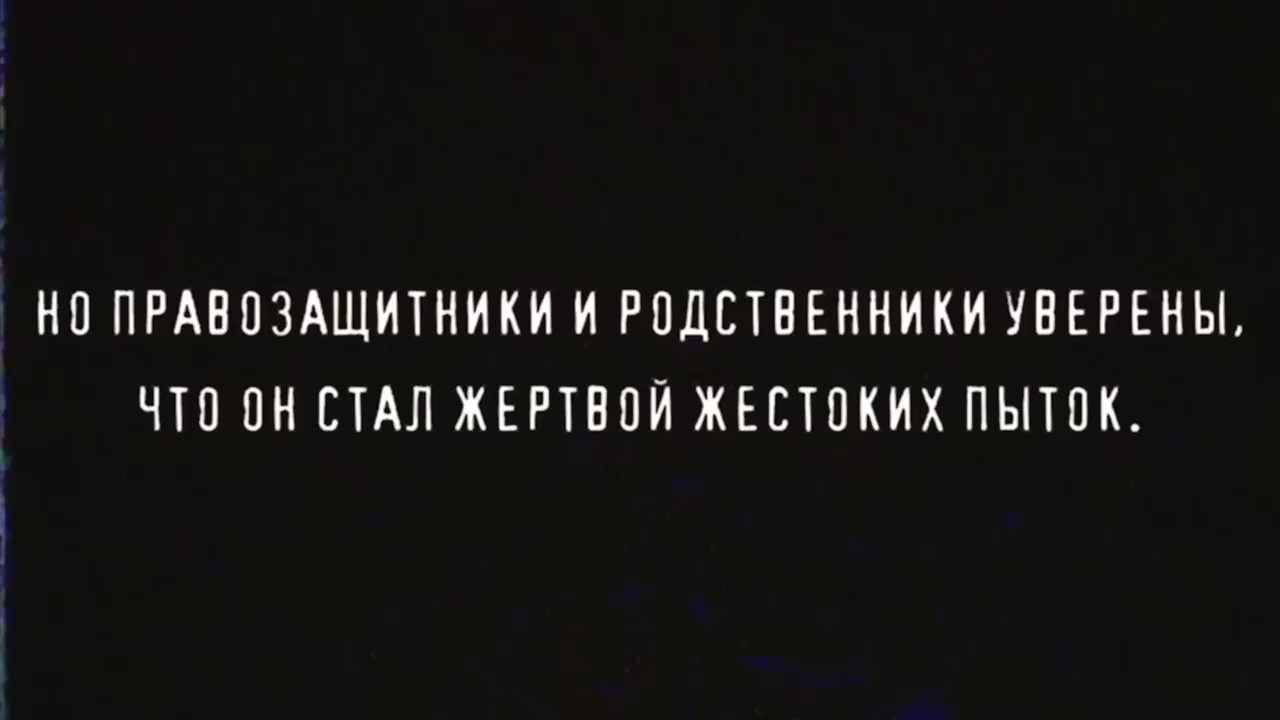 НО ПРАВОЗАЩИТНИКИ И РОДСТВЕННИКИ УВЕРЕНЫ,
ЧТО ОН СТАЛ ЖЕРТВОЙ ЖЕСТОКИХ ПЫТОК.